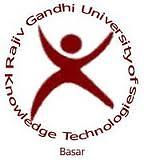 Rajiv Gandhi University of
Knowledge Technologies
Basar